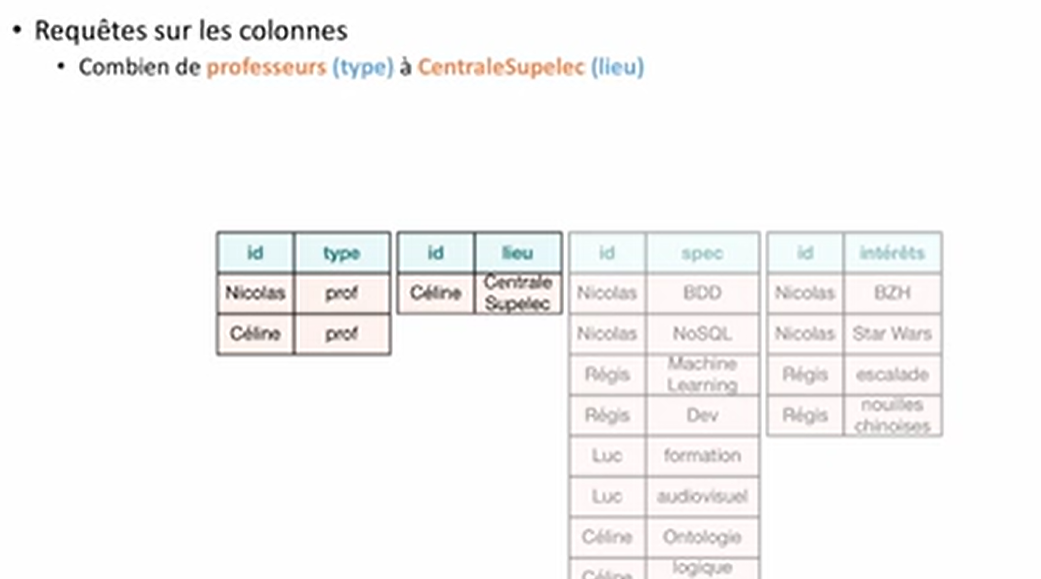 • Requêtes sur les colonnes
• Combien de professeurs (type) à CentraleSupelec (lieu)
id type
Nicolas prof
Céline prof
id lieu
Céline Centrale
Supelec
id spec
Nicolas BDD
Nicolas NoSQL
Régis Machine
Learning
Régis Dev
Luc formation
Luc audiovisuel
Céline Ontologie
Céline logique
id intérêts
Nicolas BZH
Nicolas Star Wars
Régis escalade
Régis nouilles
chinoises